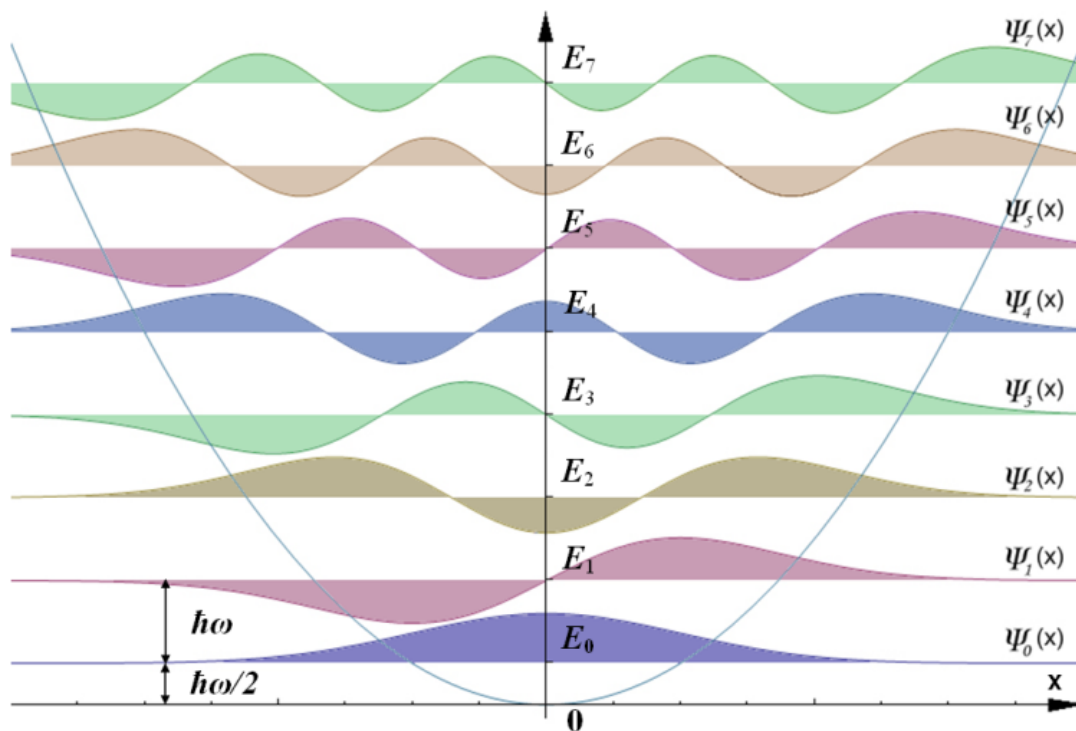 E₇ Ψ₇(x)
E₆ Ψ₆(x)
E₅ Ψ₅(x)
E₄ Ψ₄(x)
E₃ Ψ₃(x)
E₂ Ψ₂(x)
E₁ Ψ₁(x)
ħω
E₀ Ψ₀(x)
ħω/2
x
0